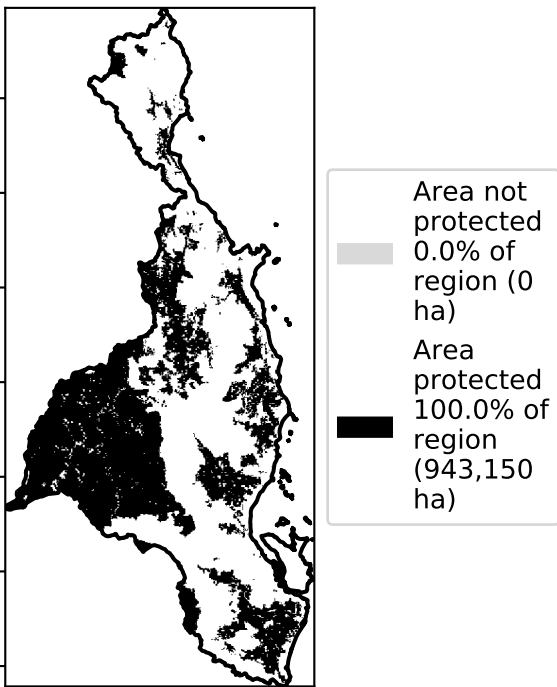 Area not
protected
0.0% of
region (0
ha)
Area
protected
100.0% of
region
(943,150
ha)